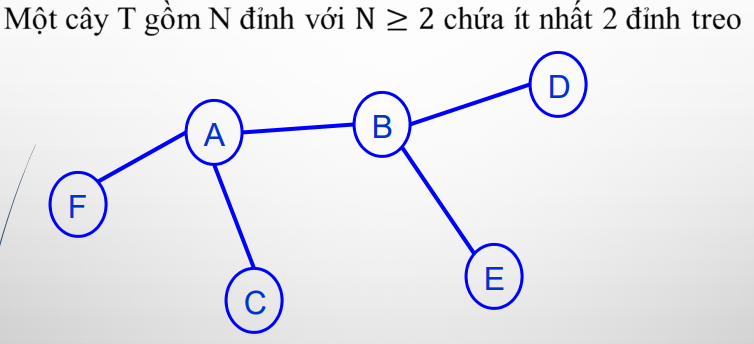 Một cây T gồm N đỉnh với N ≥ 2 chứa ít nhất 2 đỉnh treo
D
A
B
F
E
C